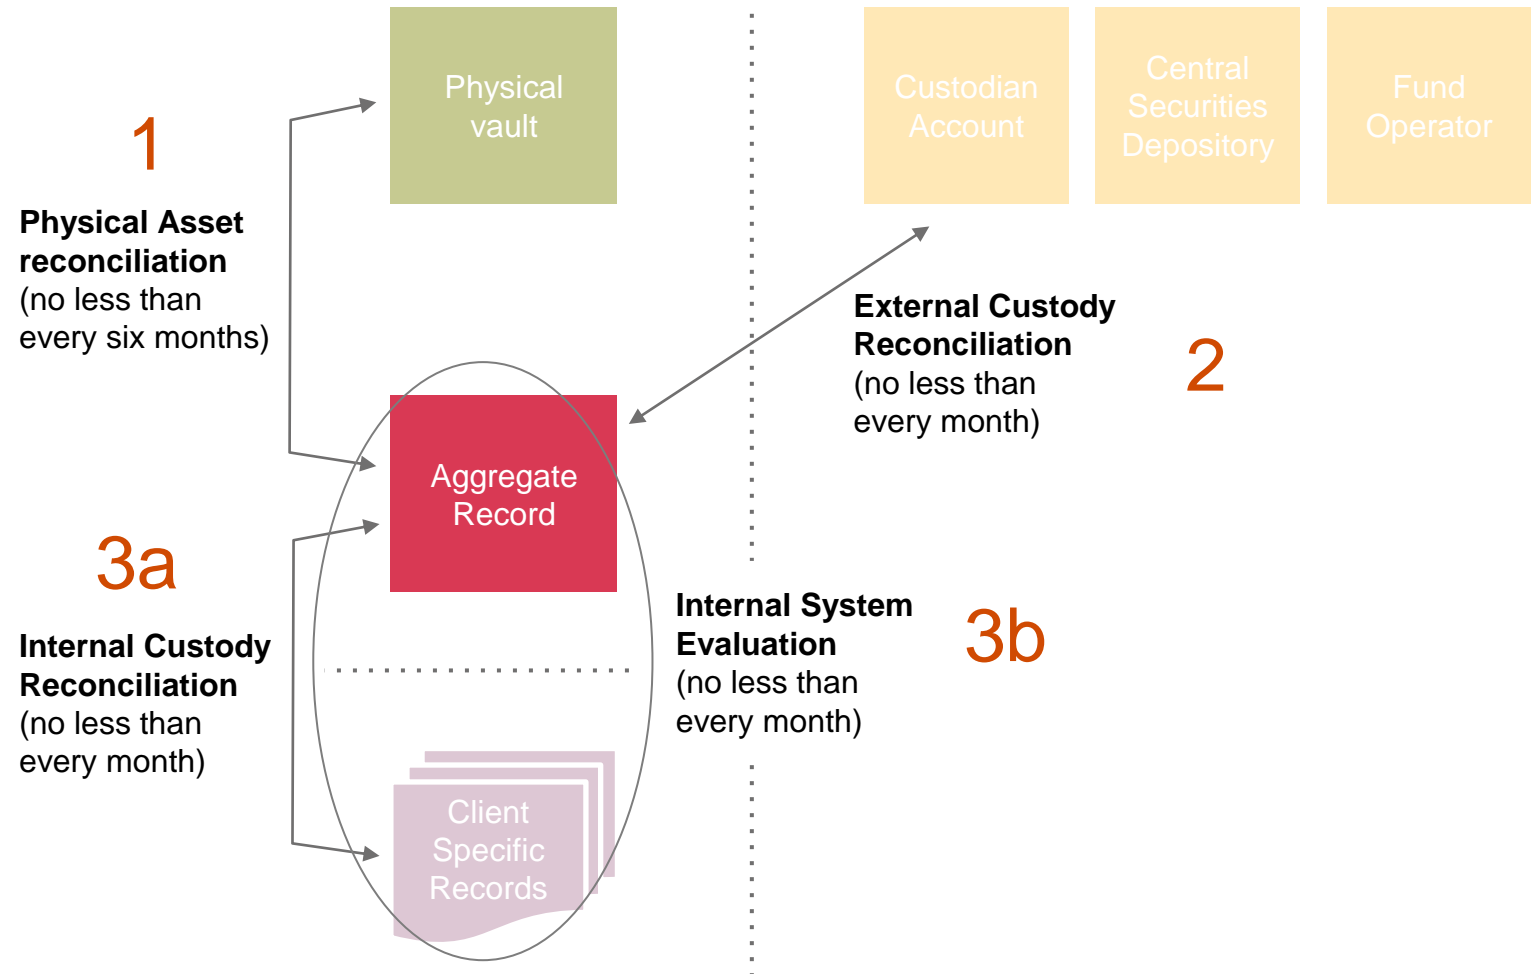 Physical
vault
Custodian
Account
Central
Securities
Depository
Fund
Operator
1
Physical Asset
reconciliation
(no less than
every six months)
External Custody
Reconciliation
(no less than
every month)
2
Aggregate
Record
3a
Internal Custody
Reconciliation
(no less than
every month)
Internal System
Evaluation
(no less than
every month)
3b
Client
Specific
Records